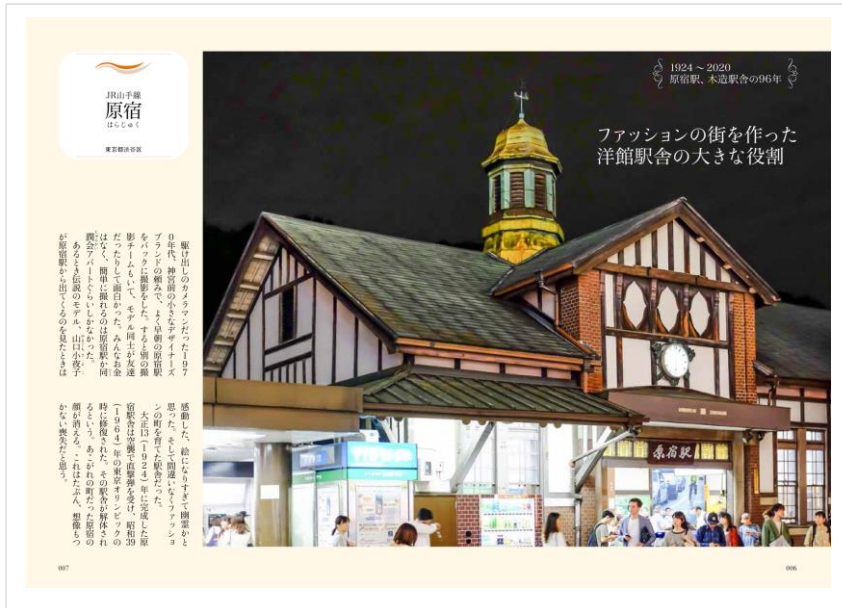 1924～2020
原宿駅、木造駅舎の96年
ファッションの街を作った
洋館駅舎の大きな役割
原宿駅
006
JR山手線
原宿
はらじゅく
東京都渋谷区
駆け出しのカメラマンだった197
0年代、神宮前の小さなデザイナーズ
ブランドの頼みで、よく早朝の原宿駅
をバックに撮影をした。すると別の撮
影チームもいて、モデル同士が友達
だったりして面白かった。みんなお金
はなく、簡単に撮れるのは原宿駅か同
潤会アパートぐらいしかなかった。
あるとき伝説のモデル、山口小夜子
が原宿駅から出てくるのを見たときは
感動した。絵になりすぎて幽霊かと
思った。そして間違いなくファッショ
ンの町を育てた駅舎だった。
大正13（1924）年に完成した原
宿駅舎は空襲で直撃弾を受け、昭和39
（1964）年の東京オリンピックの
時に修復された。その駅舎が解体され
るという。あこがれの町だった原宿の
顔が消える。これはたぶん、想像もつ
かない喪失だと思う。
007